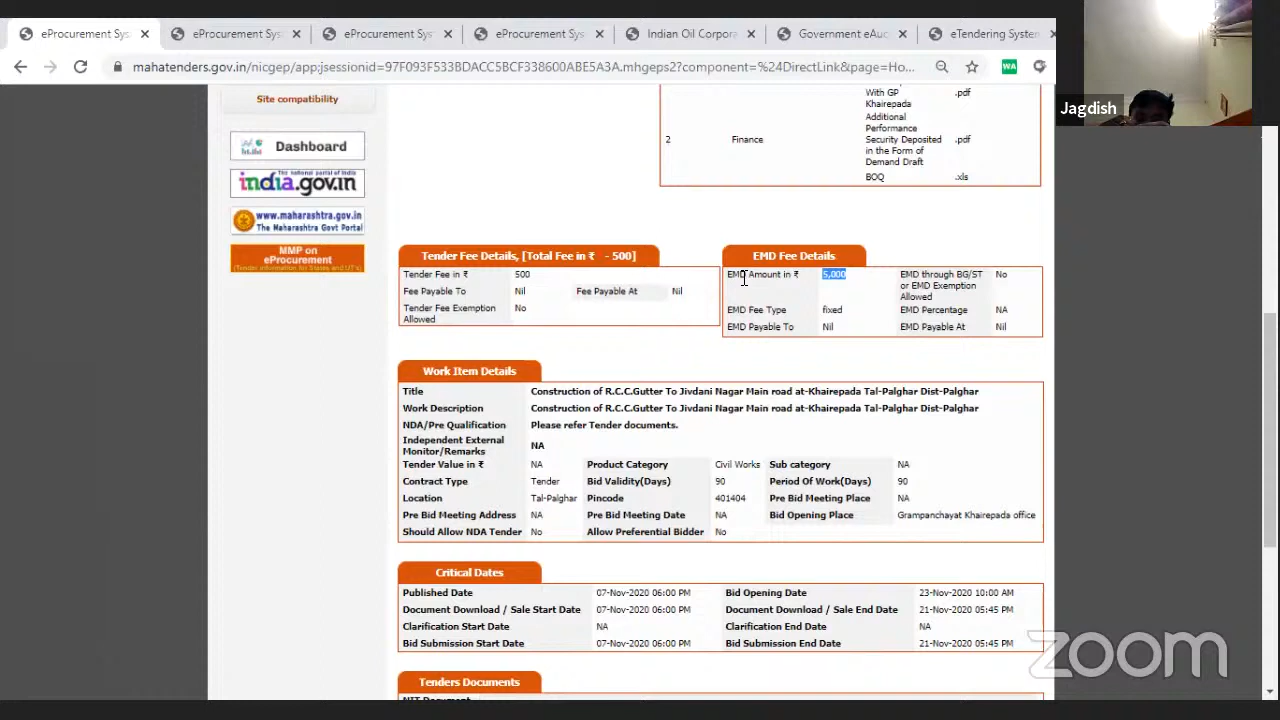 eProcurement Sys
eProcurement Sys
eProcurement Sys
eProcurement Sys
Indian Oil Corpora
Government eAuc
eTendering System
mahatenders.gov.in/nicgep/app;jsessionid=97F093F533BDACC5BCF338600ABE5A3A.mhgeps2?component=%24DirectLink&page=Ho...
WA
Jagdish
Site compatibility
Dashboard
The national portal of India
india.gov.in
www.maharashtra.gov.in
The Maharashtra Govt Portal
MMP on
eProcurement
(Tender information for States and UT's)
With GP .pdf
Khairepada
Additional
Performance
2 Finance Security Deposited .pdf
in the Form of
Demand Draft
BOQ .xls
Tender Fee Details, [Total Fee in ₹ - 500]
Tender Fee in ₹ 500
Fee Payable To Nil Fee Payable At Nil
Tender Fee Exemption No
Allowed
EMD Fee Details
EMD Amount in ₹ 5,000 EMD through BG/ST No
or EMD Exemption
Allowed
EMD Fee Type fixed EMD Percentage NA
EMD Payable To Nil EMD Payable At Nil
Work Item Details
Title Construction of R.C.C.Gutter To Jivdani Nagar Main road at-Khairepada Tal-Palghar Dist-Palghar
Work Description Construction of R.C.C.Gutter To Jivdani Nagar Main road at-Khairepada Tal-Palghar Dist-Palghar
NDA/Pre Qualification Please refer Tender documents.
Independent External NA
Monitor/Remarks
Tender Value in ₹ NA Product Category Civil Works Sub category NA
Contract Type Tender Bid Validity(Days) 90 Period Of Work(Days) 90
Location Tal-Palghar Pincode 401404 Pre Bid Meeting Place NA
Pre Bid Meeting Address NA Pre Bid Meeting Date NA Bid Opening Place Grampanchayat Khairepada office
Should Allow NDA Tender No Allow Preferential Bidder No
Critical Dates
Published Date 07-Nov-2020 06:00 PM Bid Opening Date 23-Nov-2020 10:00 AM
Document Download / Sale Start Date 07-Nov-2020 06:00 PM Document Download / Sale End Date 21-Nov-2020 05:45 PM
Clarification Start Date NA Clarification End Date NA
Bid Submission Start Date 07-Nov-2020 06:00 PM Bid Submission End Date 21-Nov-2020 05:45 PM
zoom
Tenders Documents
NIT Document